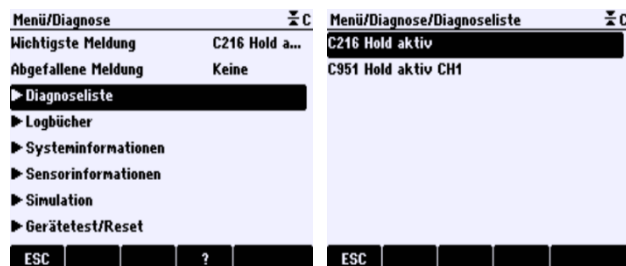 Menü/Diagnose C
Wichtigste Meldung C216 Hold a...
Abgefallene Meldung Keine
Diagnoseliste
Logbücher
Systeminformationen
Sensorinformationen
Simulation
Gerätetest/Reset
ESC ?
Menü/Diagnose/Diagnoseliste C
C216 Hold aktiv
C951 Hold aktiv CH1
ESC